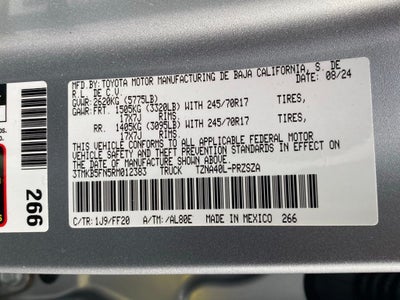 MFD.BY:TOYOTA MOTOR MANUFACTURING DE BAJA CALIFORNIA, S. DE
R.L. DE C.V. 08/24
GVWR: 2620KG (5775LB)
GAWR:FRT. 1505KG (3320LB) WITH 245/70R17 TIRES,
17X7J
RR. 1405KG (3095LB) WITH 245/70R17 TIRES,
17X7J
THIS VEHICLE CONFORMS TO ALL APPLICABLE FEDERAL MOTOR
VEHICLE SAFETY AND THEFT PREVENTION STANDARDS IN EFFECT ON
THE DATE OF MANUFACTURE SHOWN ABOVE.
3TMKB5FN5RM012383 TRUCK TZNA40L-PRZSZA
C/TR:1J9/FF20 A/TM:/AL80E MADE IN MEXICO 266
266